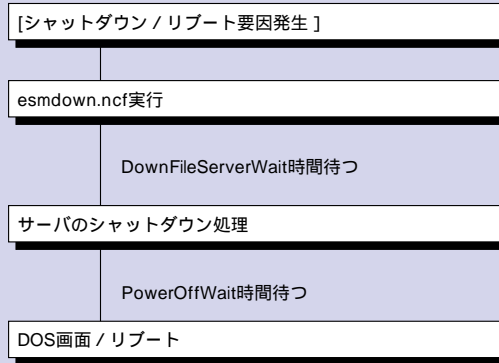 [シャットダウン / リブート要因発生 ]
esmdown.ncf実行
DownFileServerWait時間待つ
サーバのシャットダウン処理
PowerOffWait時間待つ
DOS画面 / リブート